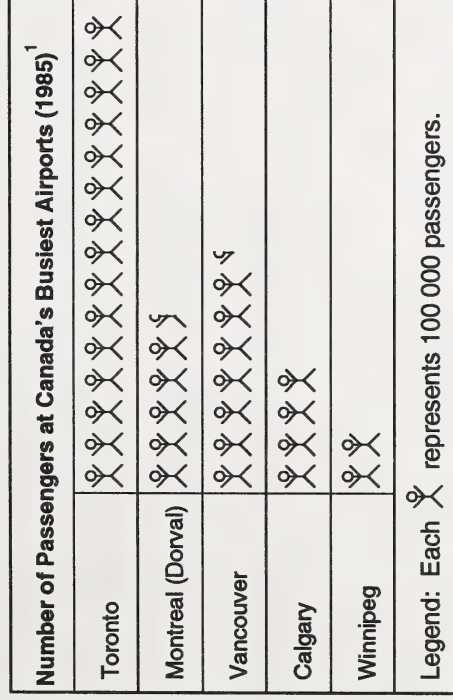 Number of Passengers at Canada's Busiest Airports (1985)1
Toronto
Montreal (Dorval)
Vancouver
Calgary
Winnipeg
Legend: Each represents 100 000 passengers.